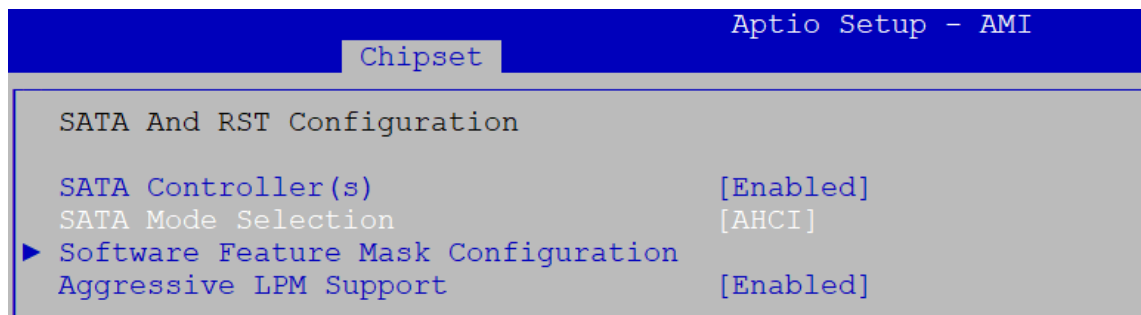 Aptio Setup - AMI
Chipset
SATA And RST Configuration
SATA Controller(s) [Enabled]
SATA Mode Selection [AHCI]
► Software Feature Mask Configuration
Aggressive LPM Support [Enabled]